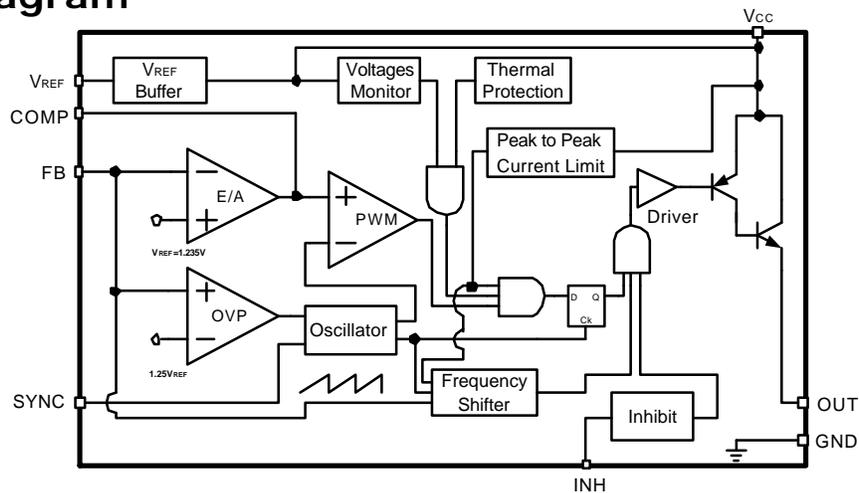 agram
VCC
VREF
VREF
Buffer
Voltages
Monitor
Thermal
Protection
COMP
Peak to Peak
Current Limit
FB
E/A
PWM
Driver
VREF=1.235V
OVP
Oscillator
D Q
Ck
1.25VREF
Frequency
Shifter
SYNC
Inhibit
OUT
GND
INH